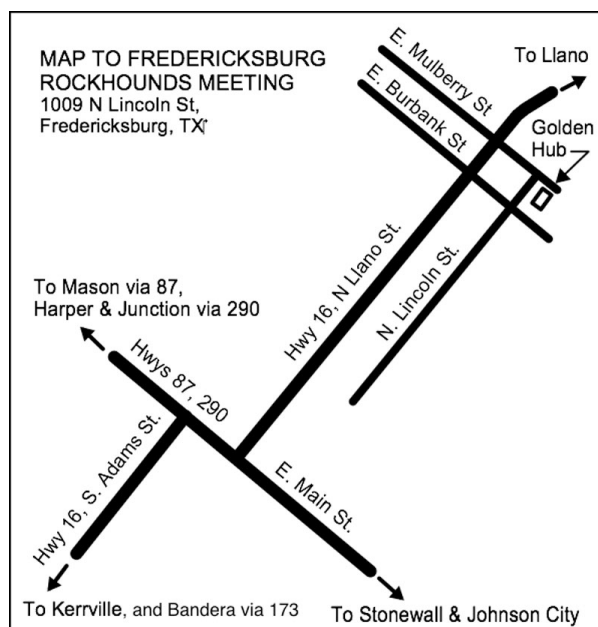 MAP TO FREDERICKSBURG
ROCKHOUNDS MEETING
1009 N Lincoln St,
Fredericksburg, TX
E. Mulberry St
E. Burbank St
To Llano
Golden
Hub
Hwy 16, N Llano St.
N. Lincoln St.
To Mason via 87,
Harper & Junction via 290
Hwys 87, 290
Hwy 16, S. Adams St.
E. Main St.
To Kerrville, and Bandera via 173
To Stonewall & Johnson City